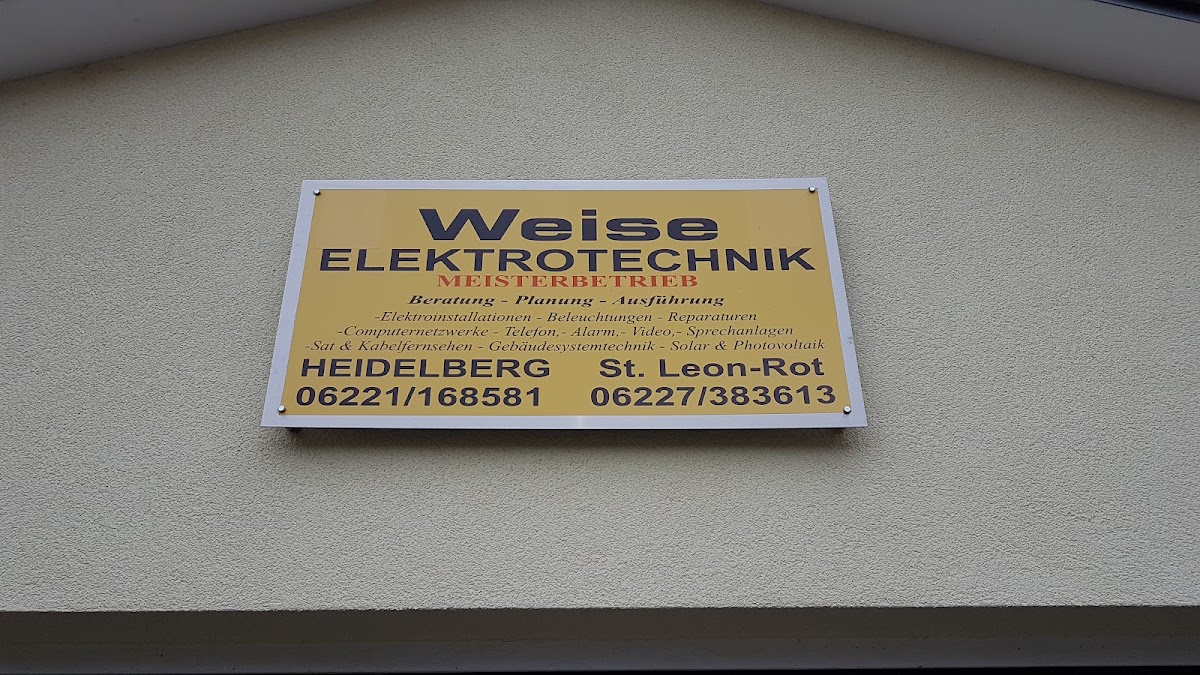 Weise
ELEKTROTECHNIK
MEISTERBETRIEB
Beratung - Planung - Ausführung
-Elektroinstallationen - Beleuchtungen - Reparaturen
-Computernetzwerke - Telefon,- Alarm,- Video,- Sprechanlagen
-Sat & Kabelfernsehen - Gebäudesystemtechnik - Solar & Photovoltaik
HEIDELBERG St. Leon-Rot
06221/168581 06227/383613